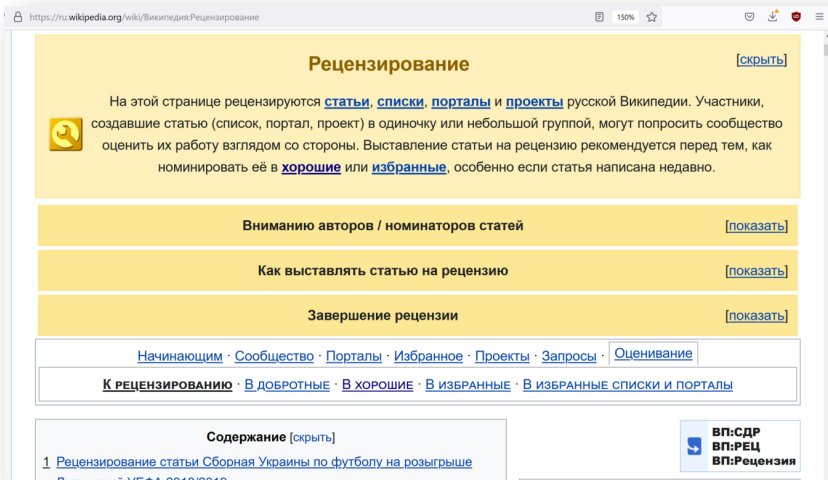 https://ru.wikipedia.org/wiki/Википедия:Рецензирование
150%
Рецензирование
[скрыть]
На этой странице рецензируются статьи, списки, порталы и проекты русской Википедии. Участники,
создавшие статью (список, портал, проект) в одиночку или небольшой группой, могут попросить сообщество
оценить их работу взглядом со стороны. Выставление статьи на рецензию рекомендуется перед тем, как
номинировать её в хорошие или избранные, особенно если статья написана недавно.
Вниманию авторов / номинаторов статей
[показать]
Как выставлять статью на рецензию
[показать]
Завершение рецензии
[показать]
Начинающим · Сообщество · Порталы · Избранное · Проекты · Запросы · Оценивание
К РЕЦЕНЗИРОВАНИЮ · В ДОБРОТНЫЕ · В ХОРОШИЕ · В ИЗБРАННЫЕ · В ИЗБРАННЫЕ СПИСКИ И ПОРТАЛЫ
Содержание [скрыть]
1 Рецензирование статьи Сборная Украины по футболу на розыгрыше
ВП:СДР
ВП:РЕЦ
ВП:Рецензия